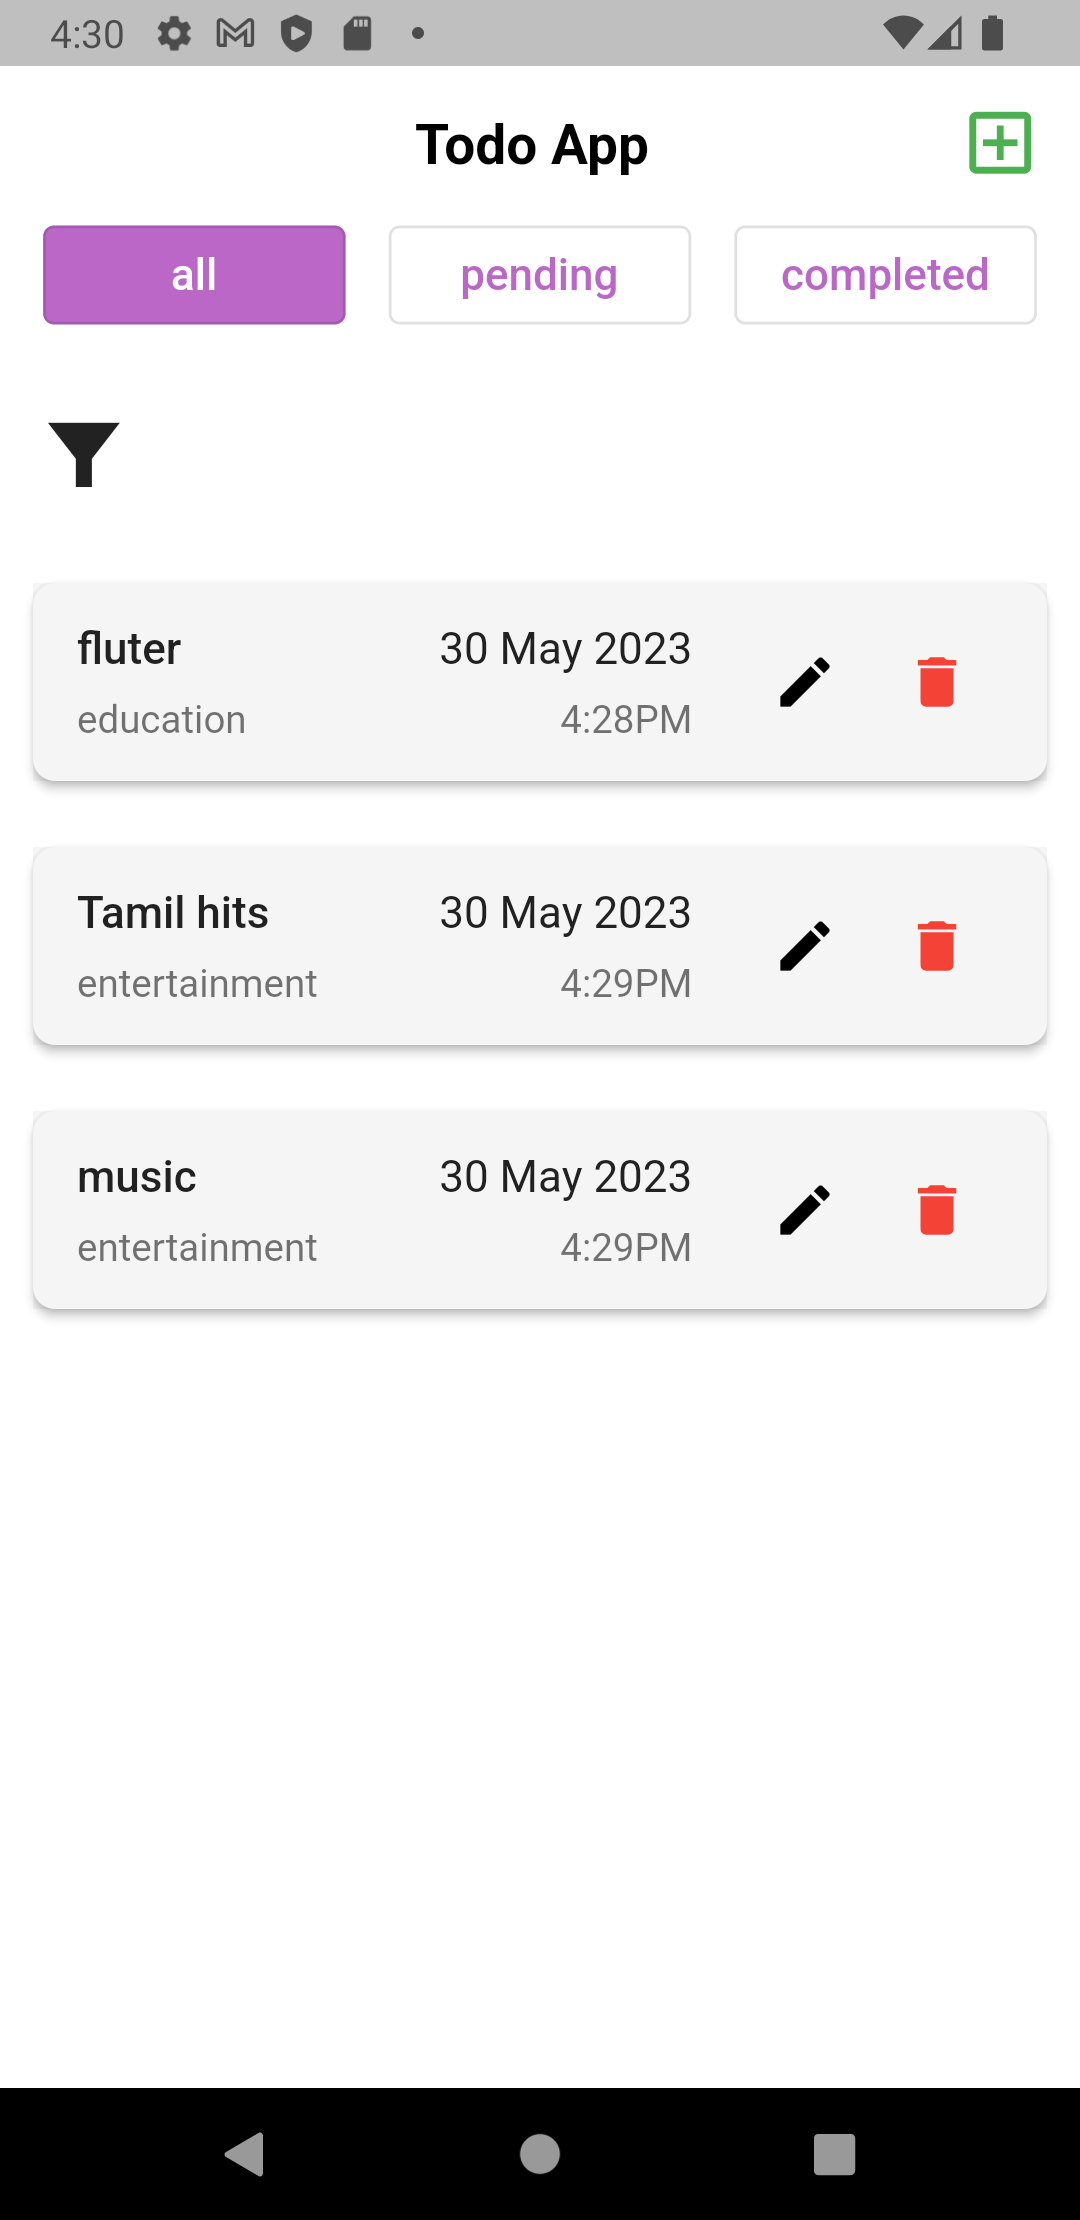 4:30
Todo App
all
pending
completed
fluter
30 May 2023
education
4:28PM
Tamil hits
30 May 2023
entertainment
4:29PM
music
30 May 2023
entertainment
4:29PM